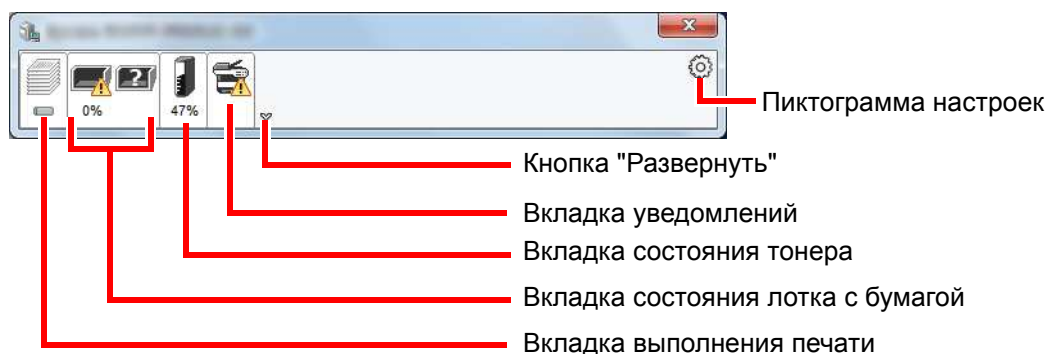 0%
?
47%
Пиктограмма настроек
Кнопка "Развернуть"
Вкладка уведомлений
Вкладка состояния тонера
Вкладка состояния лотка с бумагой
Вкладка выполнения печати